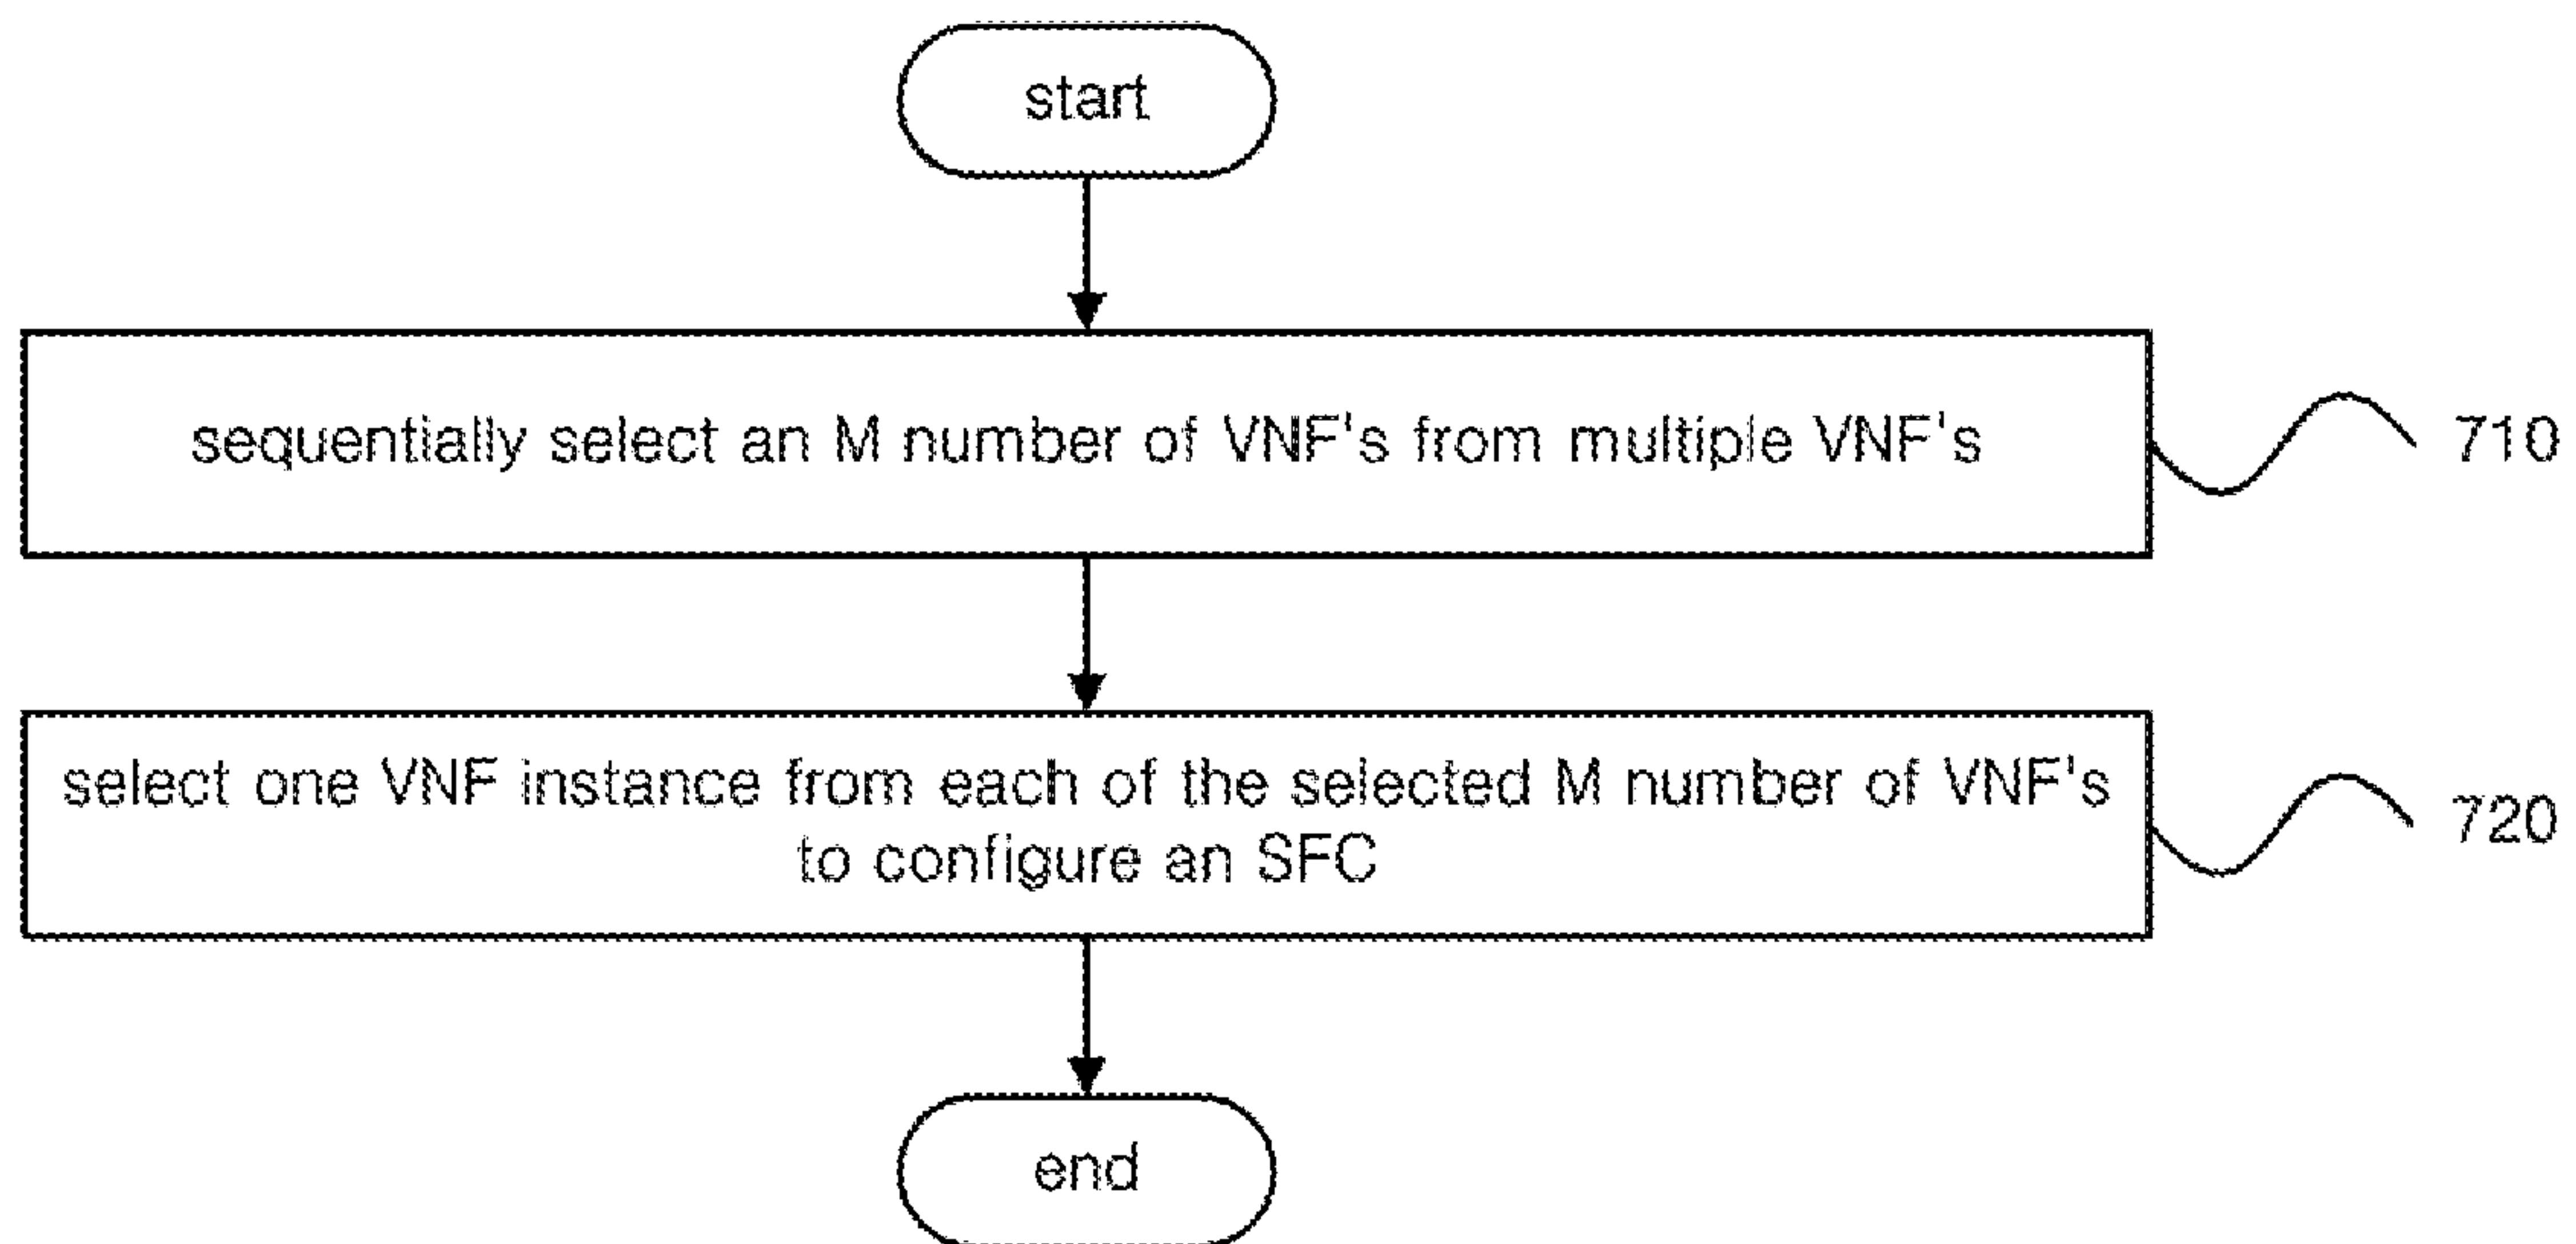 start
sequentially select an M number of VNF's from multiple VNF's
710
select one VNF instance from each of the selected M number of VNF's
to configure an SFC
720
end